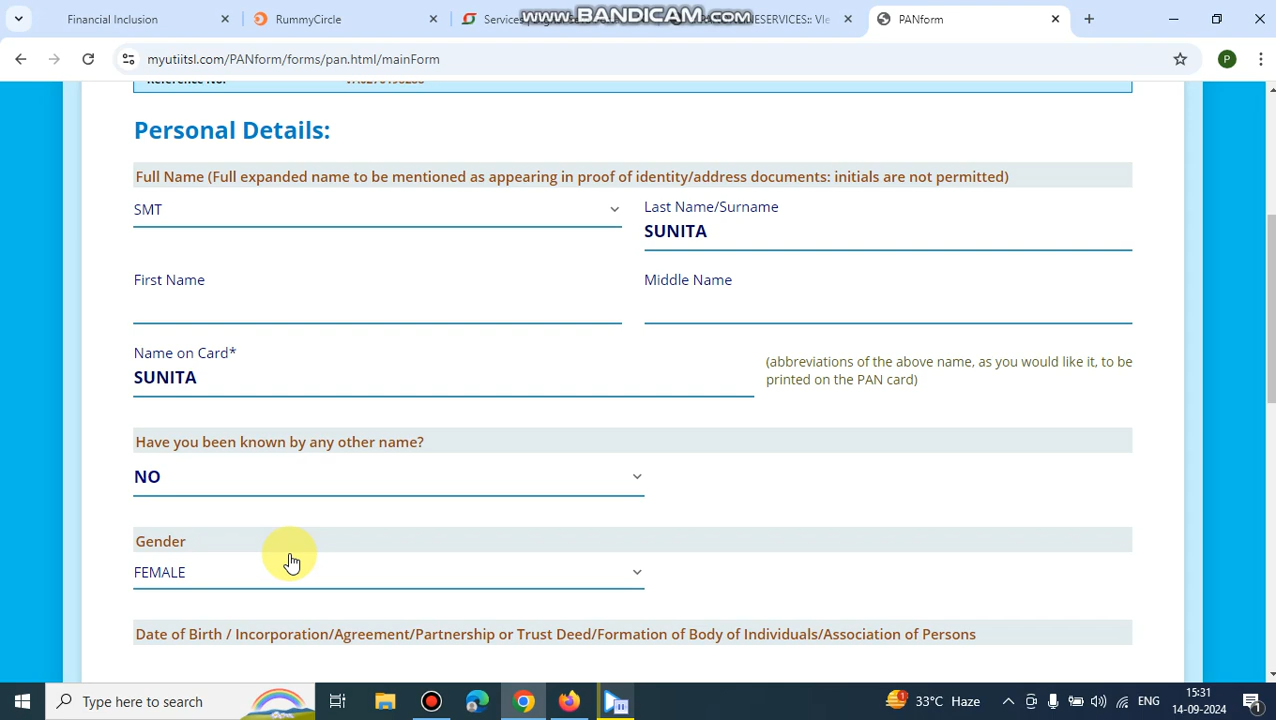 Financial Inclusion
RummyCircle
Services
www.BANDICAM.com
PANform
myutiitsl.com/PANform/forms/pan.html/mainForm
P
Personal Details:
Full Name (Full expanded name to be mentioned as appearing in proof of identity/address documents: initials are not permitted)
SMT
Last Name/Surname
SUNITA
First Name
Middle Name
Name on Card*
SUNITA
(abbreviations of the above name, as you would like it, to be
printed on the PAN card)
Have you been known by any other name?
NO
Gender
FEMALE
Date of Birth / Incorporation/Agreement/Partnership or Trust Deed/Formation of Body of Individuals/Association of Persons
Type here to search
1
33°C Haze
ENG
15:31
14-09-2024
1